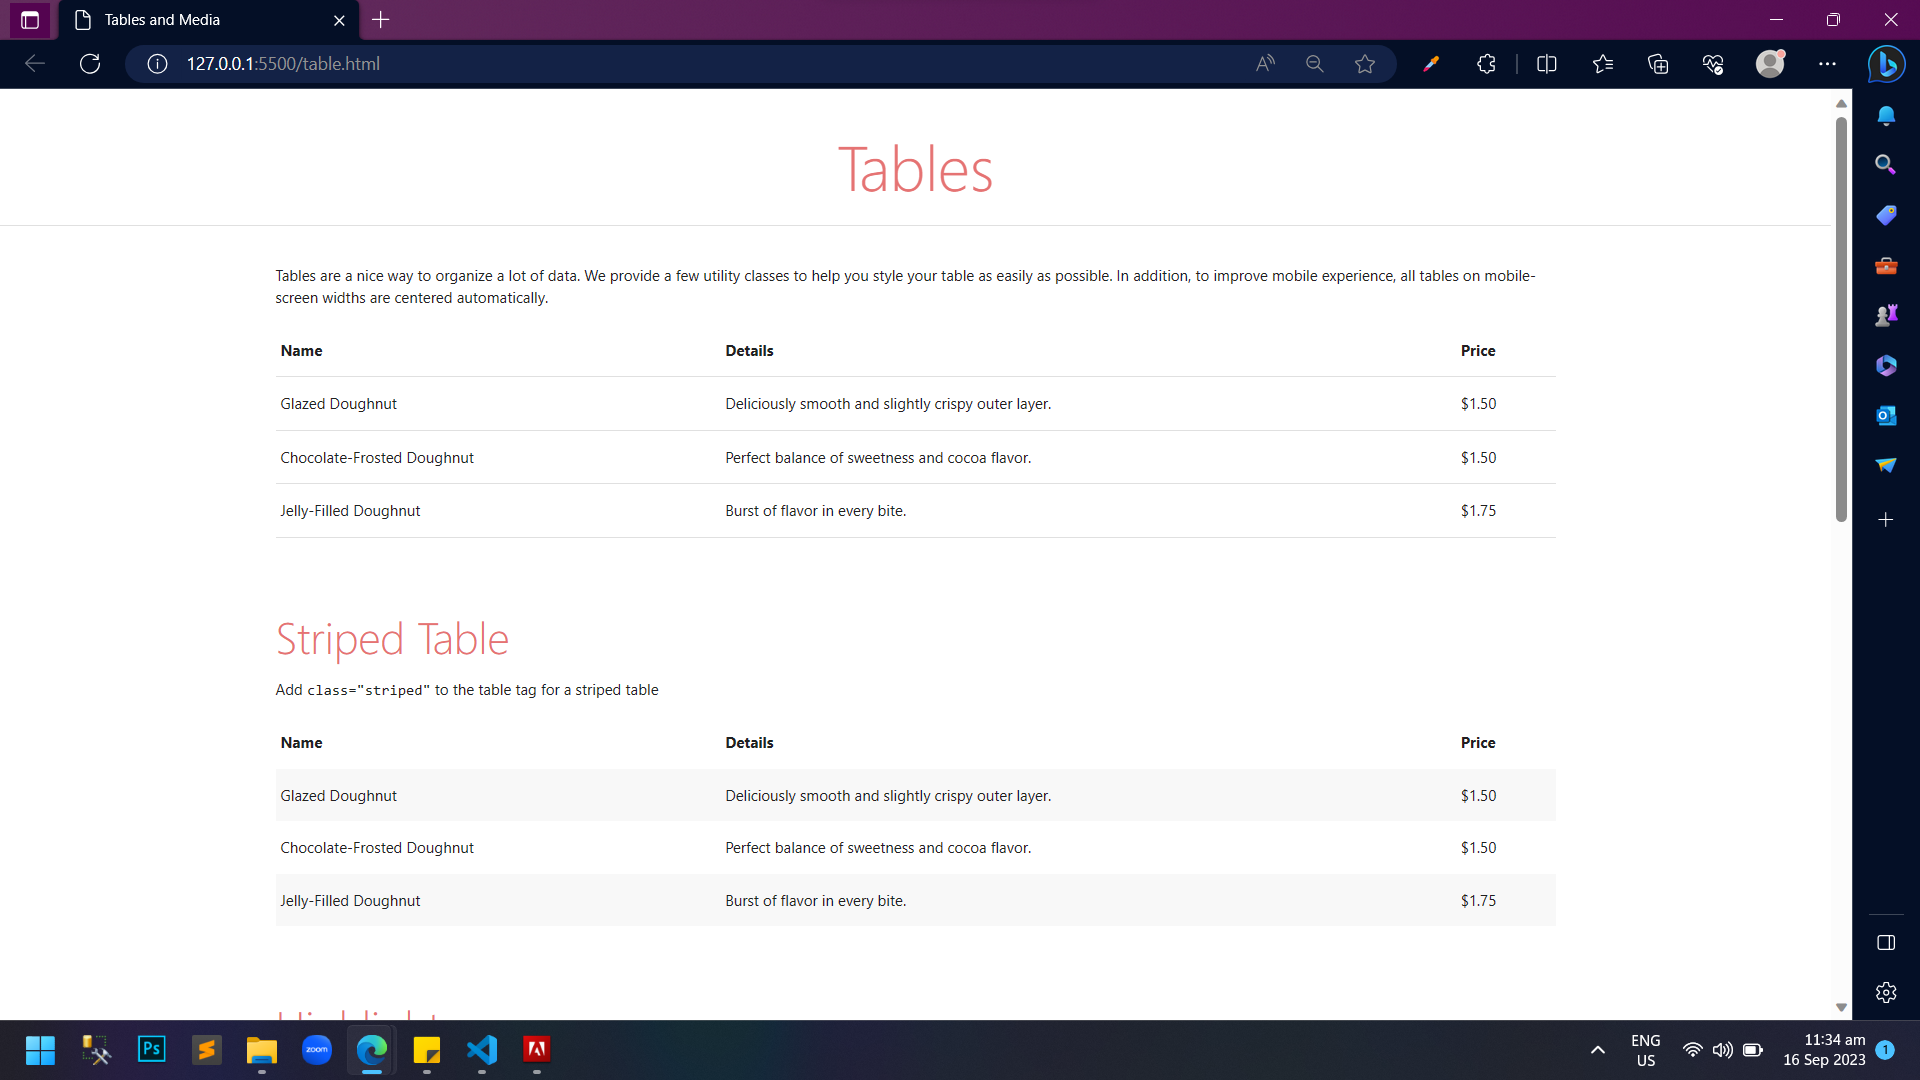 Tables and Media
127.0.0.1:5500/table.html
Tables
Tables are a nice way to organize a lot of data. We provide a few utility classes to help you style your table as easily as possible. In addition, to improve mobile experience, all tables on mobile-
screen widths are centered automatically.
Name Details Price
Glazed Doughnut Deliciously smooth and slightly crispy outer layer. $1.50
Chocolate-Frosted Doughnut Perfect balance of sweetness and cocoa flavor. $1.50
Jelly-Filled Doughnut Burst of flavor in every bite. $1.75
Striped Table
Add class="striped" to the table tag for a striped table
Name Details Price
Glazed Doughnut Deliciously smooth and slightly crispy outer layer. $1.50
Chocolate-Frosted Doughnut Perfect balance of sweetness and cocoa flavor. $1.50
Jelly-Filled Doughnut Burst of flavor in every bite. $1.75
Ps
zoom
ENG
US
11:34 am
16 Sep 2023
1